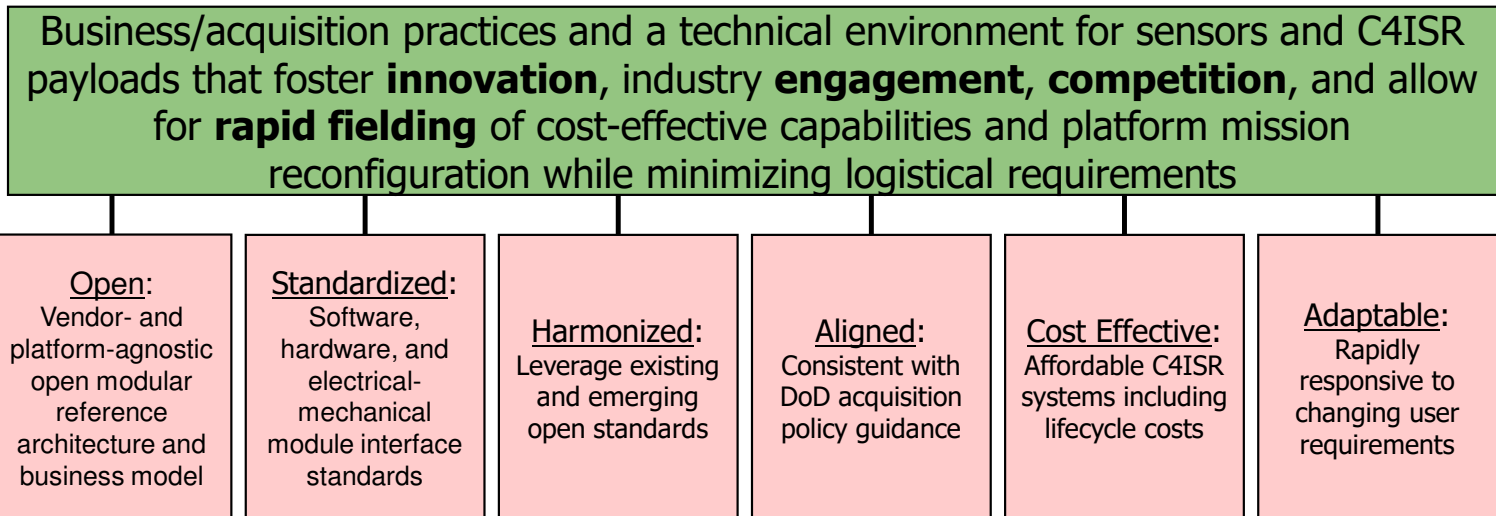 Business/acquisition practices and a technical environment for sensors and C4ISR
payloads that foster innovation, industry engagement, competition, and allow
for rapid fielding of cost-effective capabilities and platform mission
reconfiguration while minimizing logistical requirements
Open:
Vendor- and
platform-agnostic
open modular
reference
architecture and
business model
Standardized:
Software,
hardware, and
electrical-
mechanical
module interface
standards
Harmonized:
Leverage existing
and emerging
open standards
Aligned:
Consistent with
DoD acquisition
policy guidance
Cost Effective:
Affordable C4ISR
systems including
lifecycle costs
Adaptable:
Rapidly
responsive to
changing user
requirements